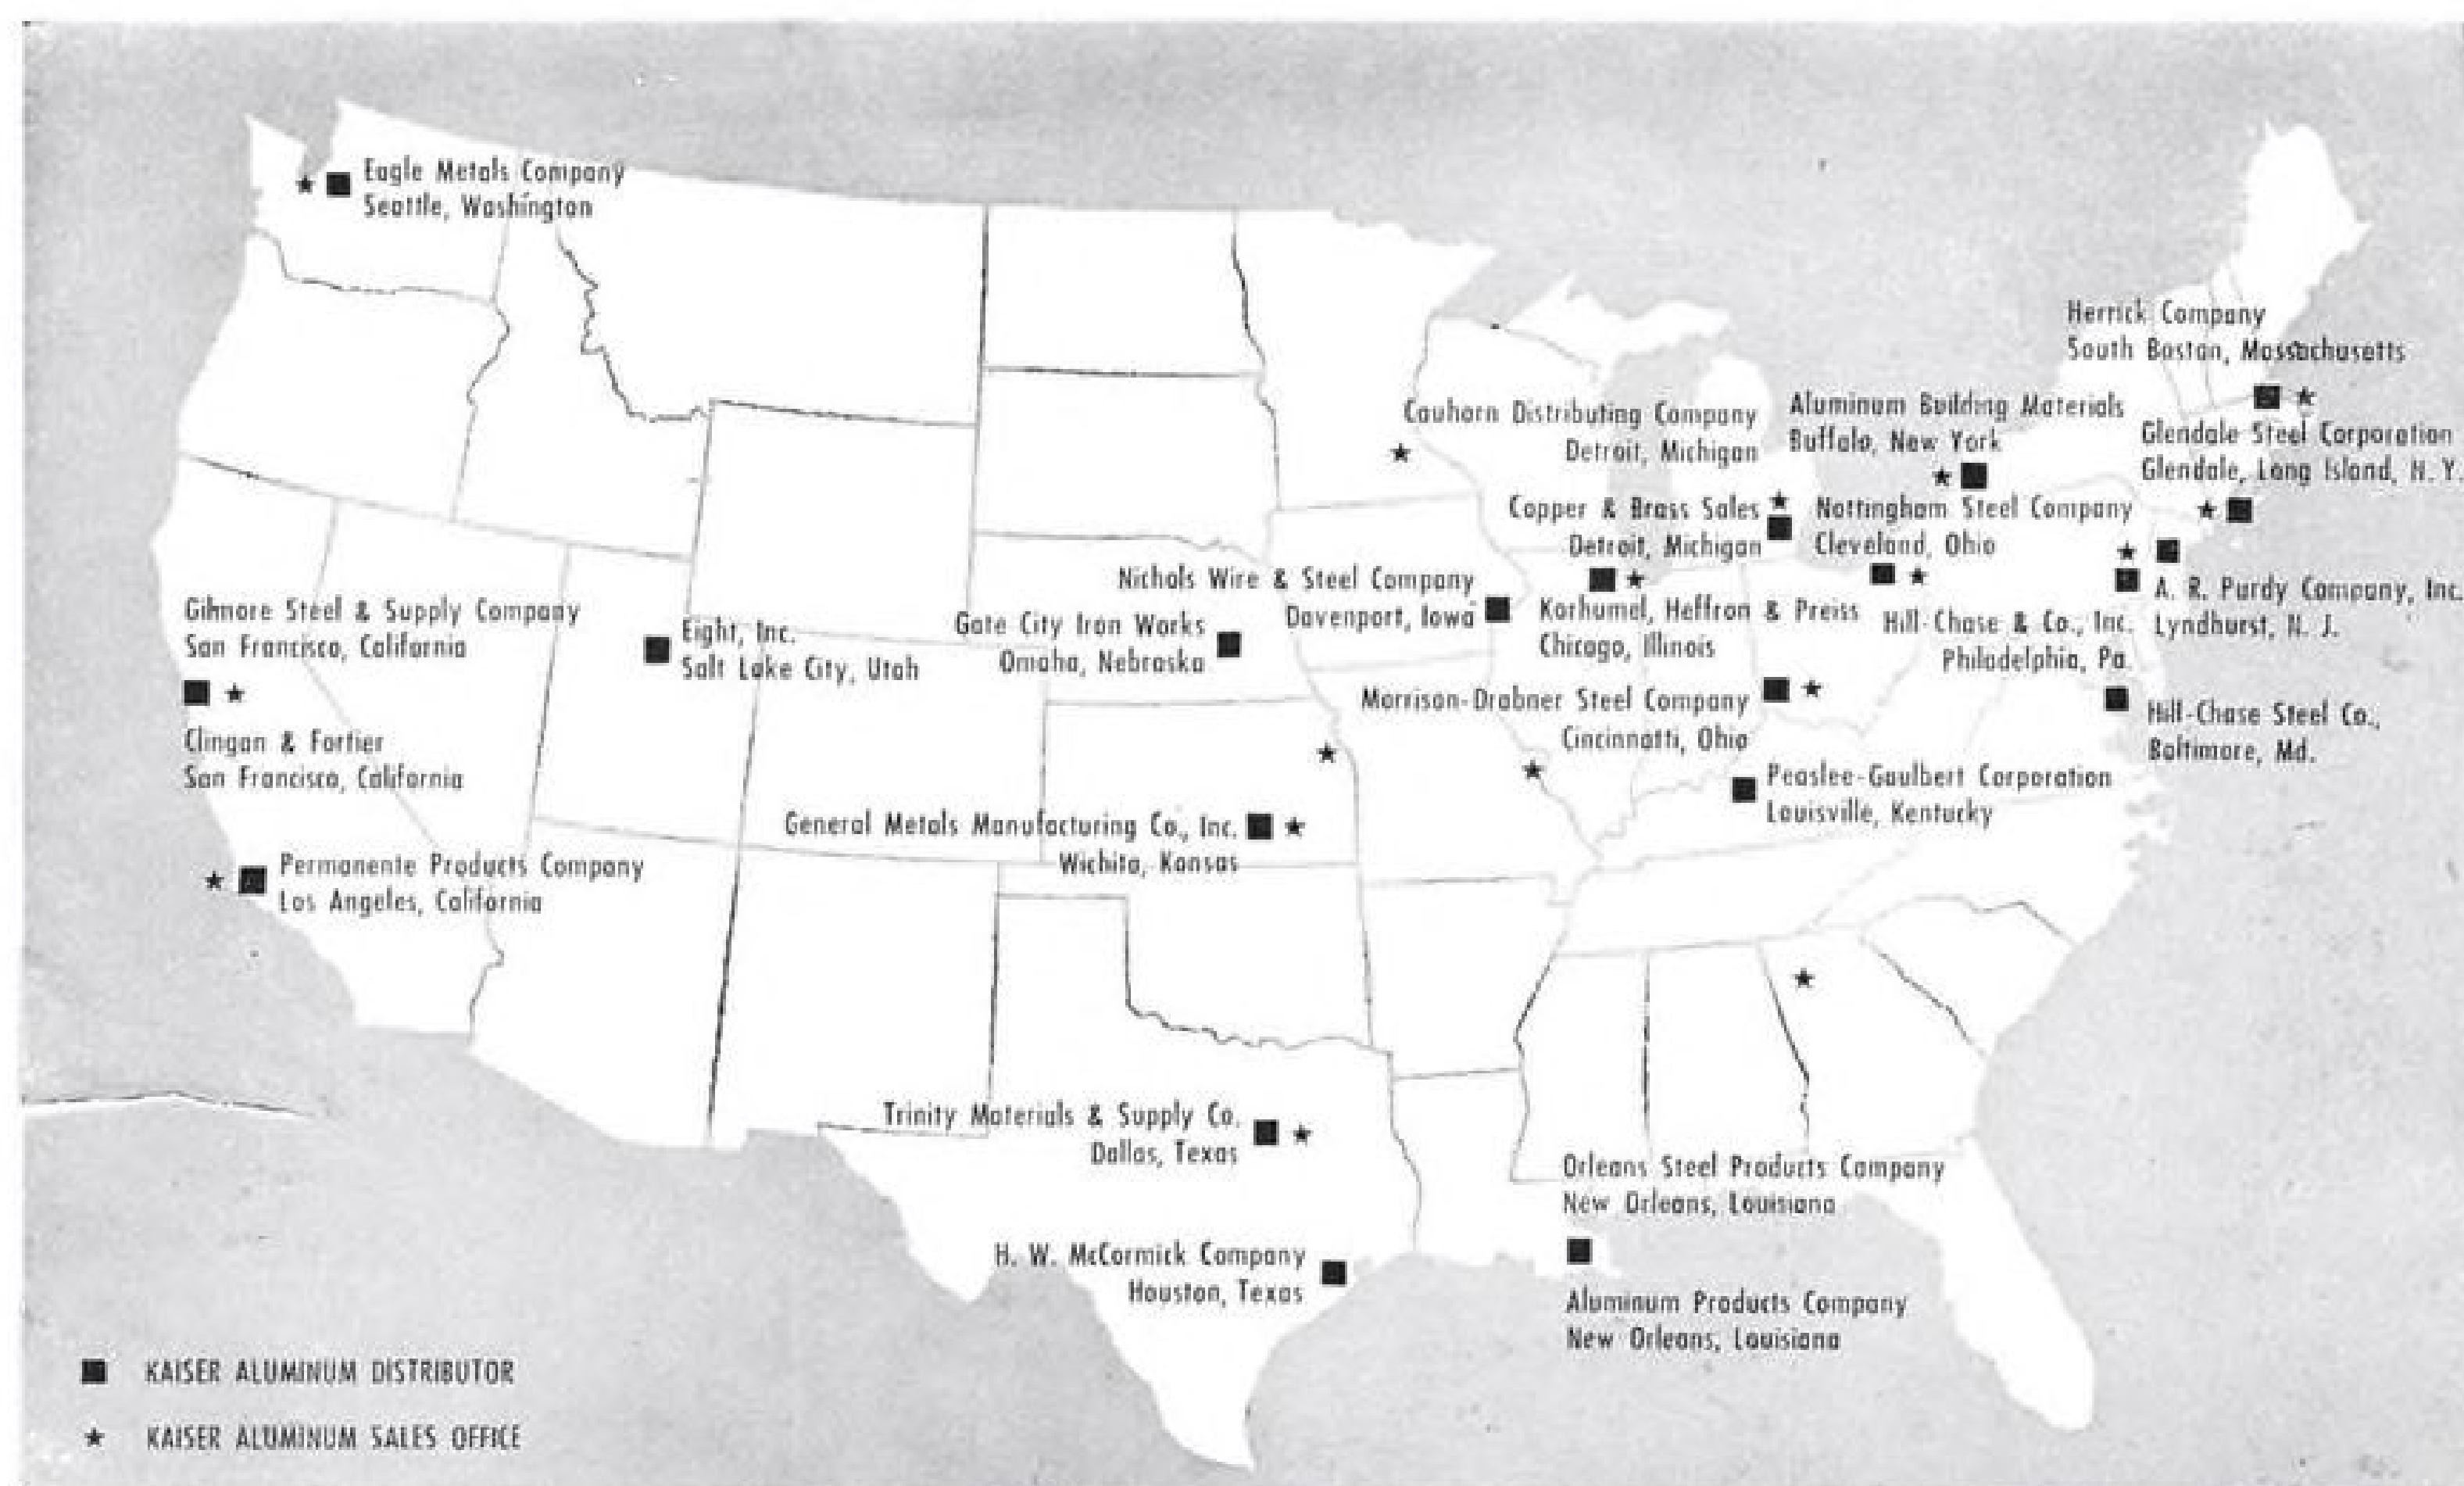 Eagle Metals Company
Seattle, Washington
Herrick Company
South Boston, Massachusetts
Cauhorn Distributing Company
Detroit, Michigan
Aluminum Building Materials
Buffalo, New York
Glendale Steel Corporation
Glendale, Long Island, N. Y.
Copper & Brass Sales
Detroit, Michigan
Nottingham Steel Company
Cleveland, Ohio
Nichols Wire & Steel Company
Davenport, Iowa
A. R. Purdy Company, Inc.
Lyndhurst, N. J.
Gilmore Steel & Supply Company
San Francisco, California
Eight, Inc.
Salt Lake City, Utah
Gate City Iron Works
Omaha, Nebraska
Korhumel, Heffron & Preiss
Chicago, Illinois
Hill-Chase & Co., Inc.
Philadelphia, Pa.
Morrison-Drabner Steel Company
Cincinnatti, Ohio
Hill-Chase Steel Co.,
Baltimore, Md.
Clingan & Fortier
San Francisco, California
Peaslee-Gaulbert Corporation
Louisville, Kentucky
General Metals Manufacturing Co., Inc.
Wichita, Kansas
Permanente Products Company
Los Angeles, California
Trinity Materials & Supply Co.
Dallas, Texas
Orleans Steel Products Company
New Orleans, Louisiana
H. W. McCormick Company
Houston, Texas
Aluminum Products Company
New Orleans, Louisiana
KAISER ALUMINUM DISTRIBUTOR
KAISER ALUMINUM SALES OFFICE